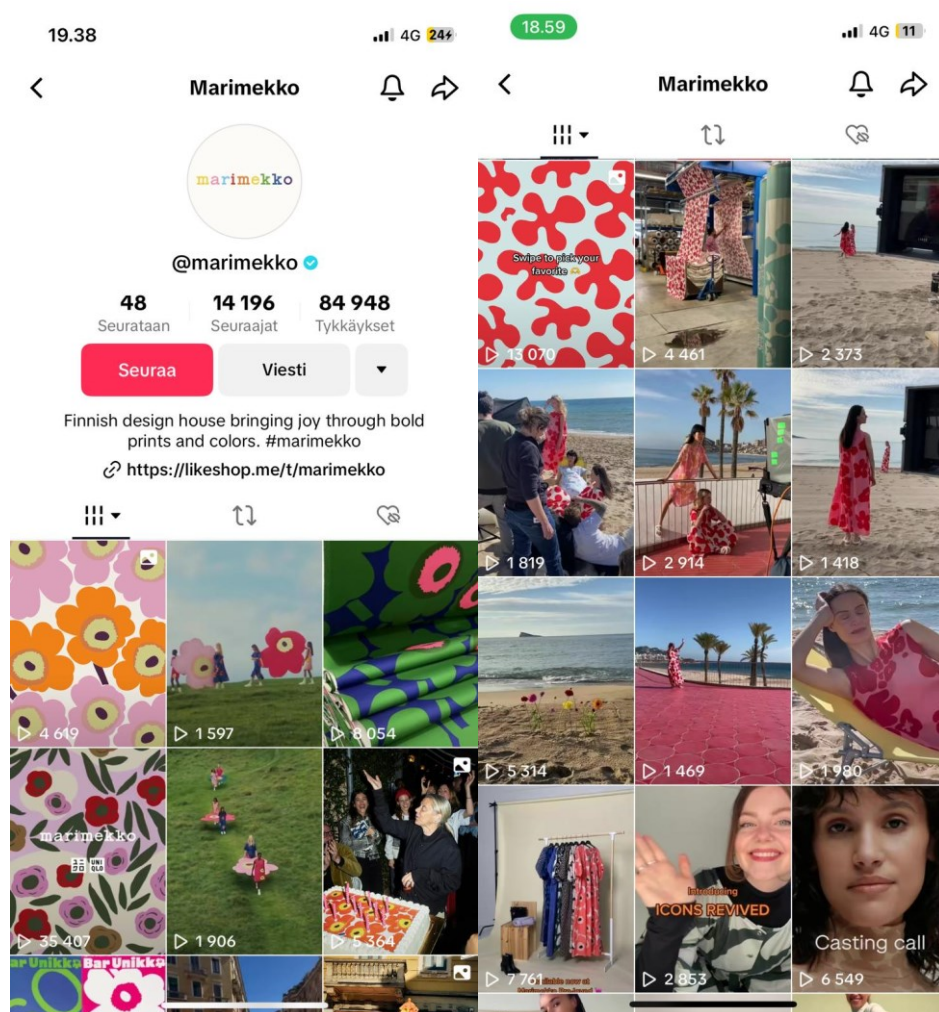 19.38
4G 24
Marimekko
marimekko
@marimekko
48 14 196 84 948
Seurataan Seuraajat Tykkäykset
Seuraa Viesti
Finnish design house bringing joy through bold
prints and colors. #marimekko
https://likeshop.me/t/marimekko
4 619 1 597 8 054
marimekko
UNI
QLO
35 407 1 906 5 364
Bar Unikko Bar Unikko
18.59
4G 11
Marimekko
Swipe to pick your
favorite
13 070 4 461 2 373
1 819 2 914 1 418
5 314 1 469 1 980
Introducing
ICONS REVIVED
Casting call
7 761 2 853 6 549